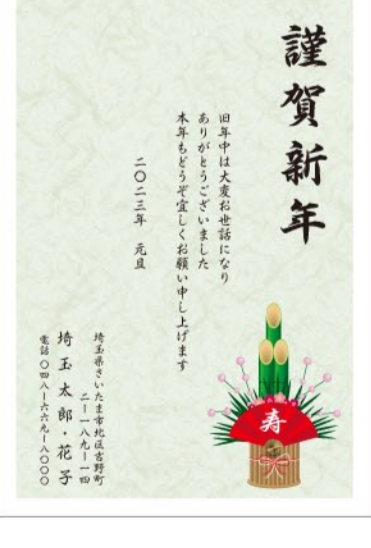 謹賀新年
旧年中は大変お世話になり
ありがとうございました
本年もどうぞ宜しくお願い申し上げます
二〇二三年 元旦
埼玉県さいたま市北区吉野町
二ー一八九ー一四
埼玉太郎・花子
電話〇四八ー六六九ー八〇〇〇
寿